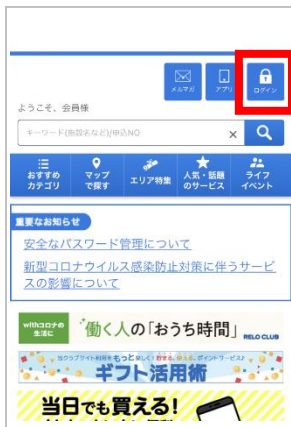 メルマガ
アプリ
ログイン
ようこそ、会員様
キーワード(施設名など)/申込NO
おすすめ
カテゴリ
マップ
で探す
エリア特集
人気・話題
のサービス
ライフ
イベント
重要なお知らせ
安全なパスワード管理について
新型コロナウイルス感染防止対策に伴うサービ
スの影響について
withコロナの
生活に
働く人の「おうち時間」
RELO CLUB
ギフト活用術
当日でも買える!